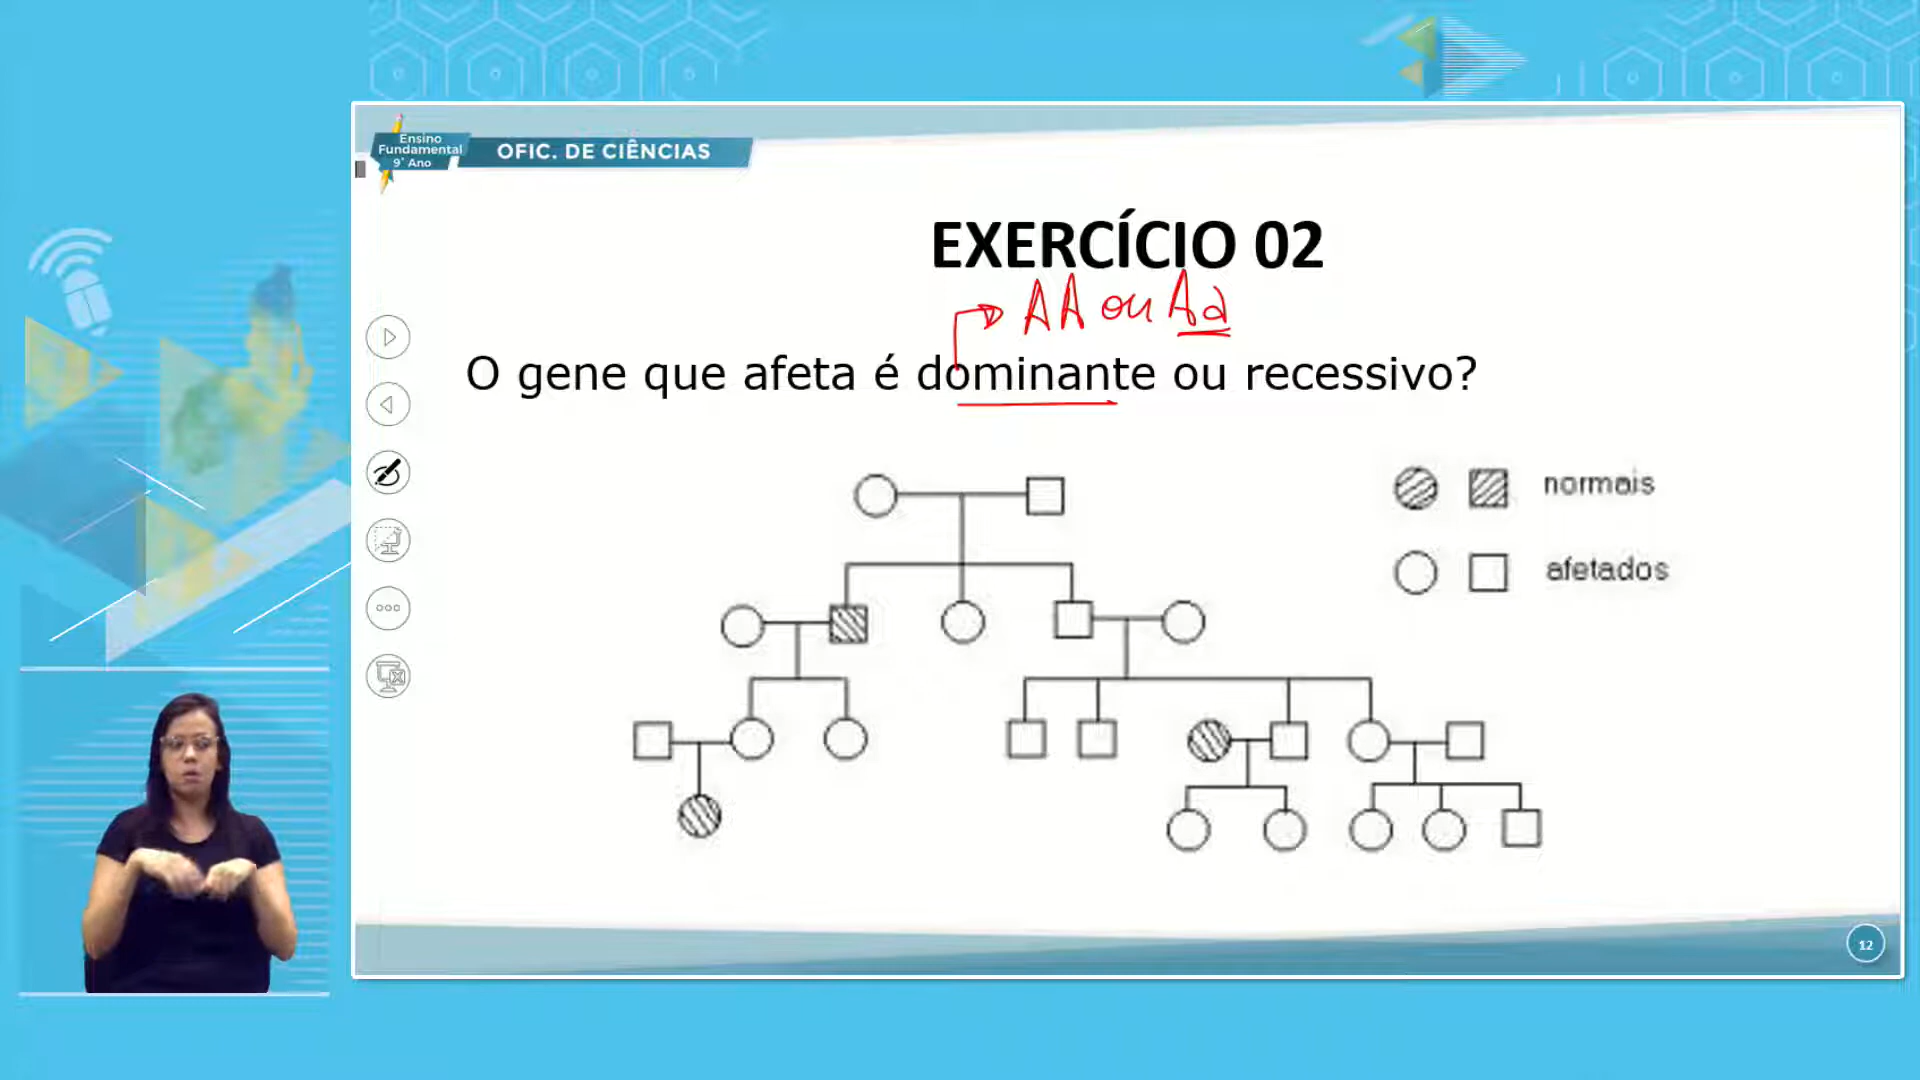 Ensino
Fundamental
9° Ano
OFIC. DE CIÊNCIAS
EXERCÍCIO 02
AA ou Aa
O gene que afeta é dominante ou recessivo?
normais
afetados
12